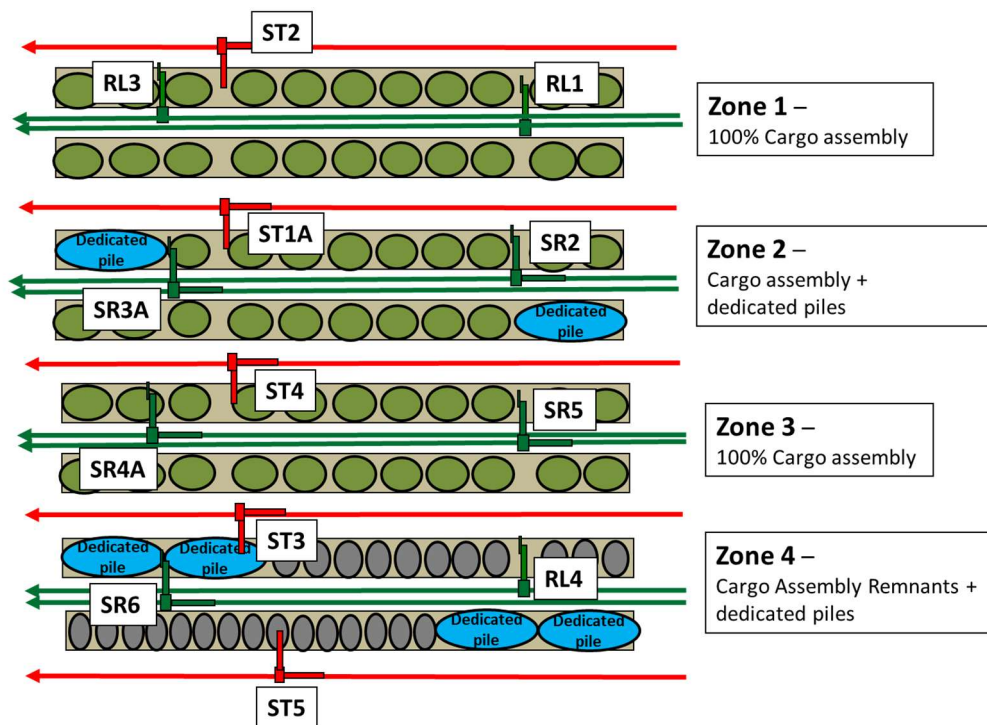 ST2
RL3
RL1
Zone 1 –
100% Cargo assembly
Dedicated
pile
ST1A
SR2
Zone 2 –
Cargo assembly +
dedicated piles
SR3A
Dedicated
pile
ST4
SR5
Zone 3 –
100% Cargo assembly
SR4A
Dedicated
pile
Dedicated
pile
ST3
RL4
Zone 4 –
Cargo Assembly Remnants +
dedicated piles
SR6
Dedicated
pile
Dedicated
pile
ST5